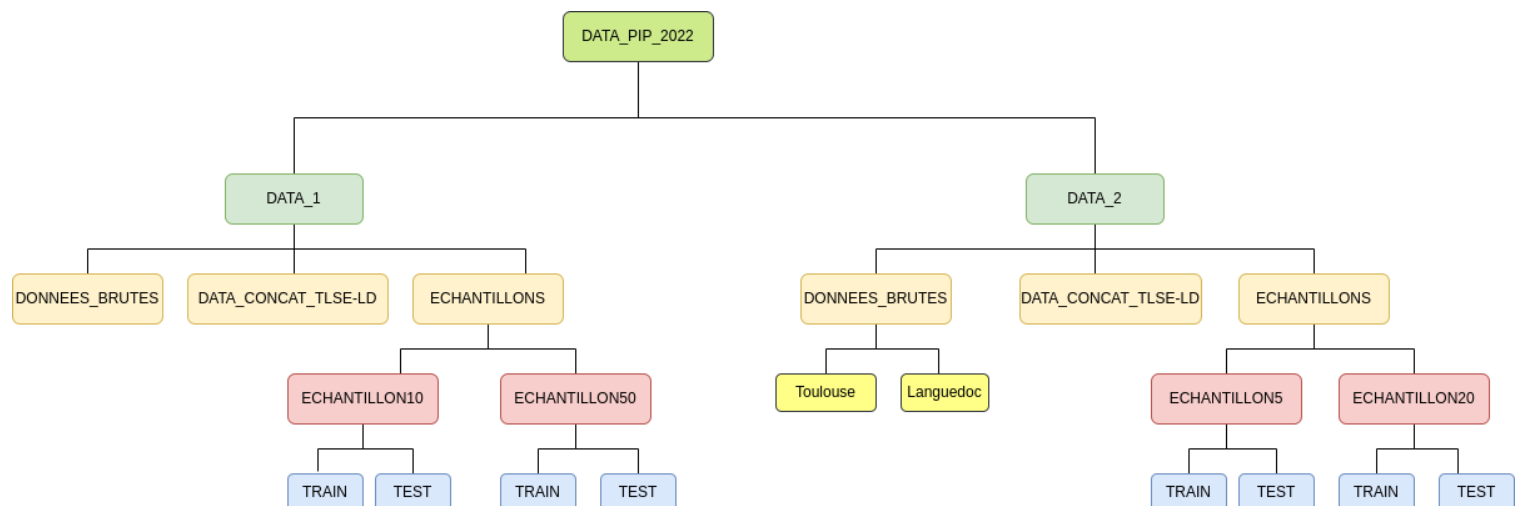 DATA_PIP_2022
DATA_1
DATA_2
DONNEES_BRUTES
DATA_CONCAT_TLSE-LD
ECHANTILLONS
DONNEES_BRUTES
DATA_CONCAT_TLSE-LD
ECHANTILLONS
ECHANTILLON10
ECHANTILLON50
Toulouse
Languedoc
ECHANTILLON5
ECHANTILLON20
TRAIN
TEST
TRAIN
TEST
TRAIN
TEST
TRAIN
TEST